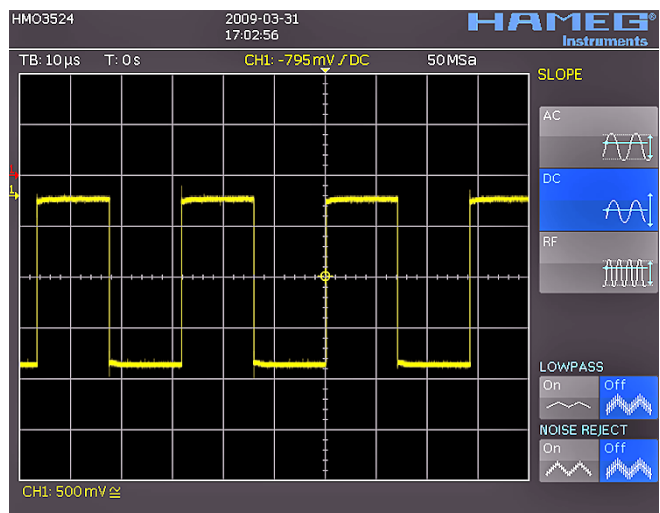 HMO3524
2009-03-31
17:02:56
HAMEG®
Instruments
TB: 10 µs T: 0 s CH1: -795 mV DC 50 MSa
SLOPE
AC
DC
RF
1
LOWPASS
On Off
NOISE REJECT
On Off
CH1: 500 mV